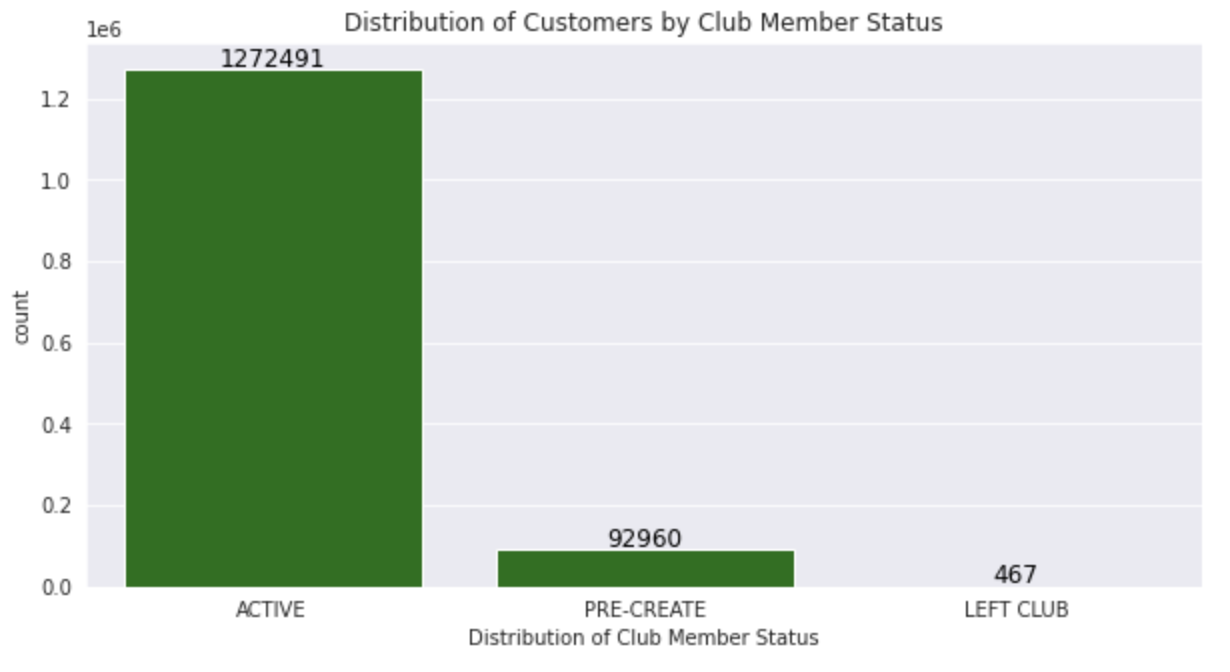 Distribution of Customers by Club Member Status
1e6
1272491
1.2
1.0
0.8
0.6
0.4
0.2
0.0
count
92960
467
ACTIVE
PRE-CREATE
LEFT CLUB
Distribution of Club Member Status